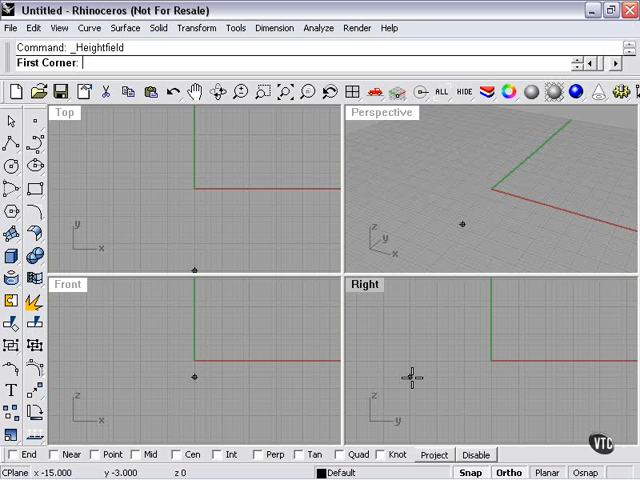 Untitled - Rhinoceros (Not For Resale)
File Edit View Curve Surface Solid Transform Tools Dimension Analyze Render Help
Command: _Heightfield
First Corner:
ALL HIDE
Top
Perspective
y
x
z
y
x
Front
Right
z
x
z
y
T
VTC
End Near Point Mid Cen Int Perp Tan Quad Knot Project Disable
CPlane x -15.000 y -3.000 z 0 Default Snap Ortho Planar Osnap